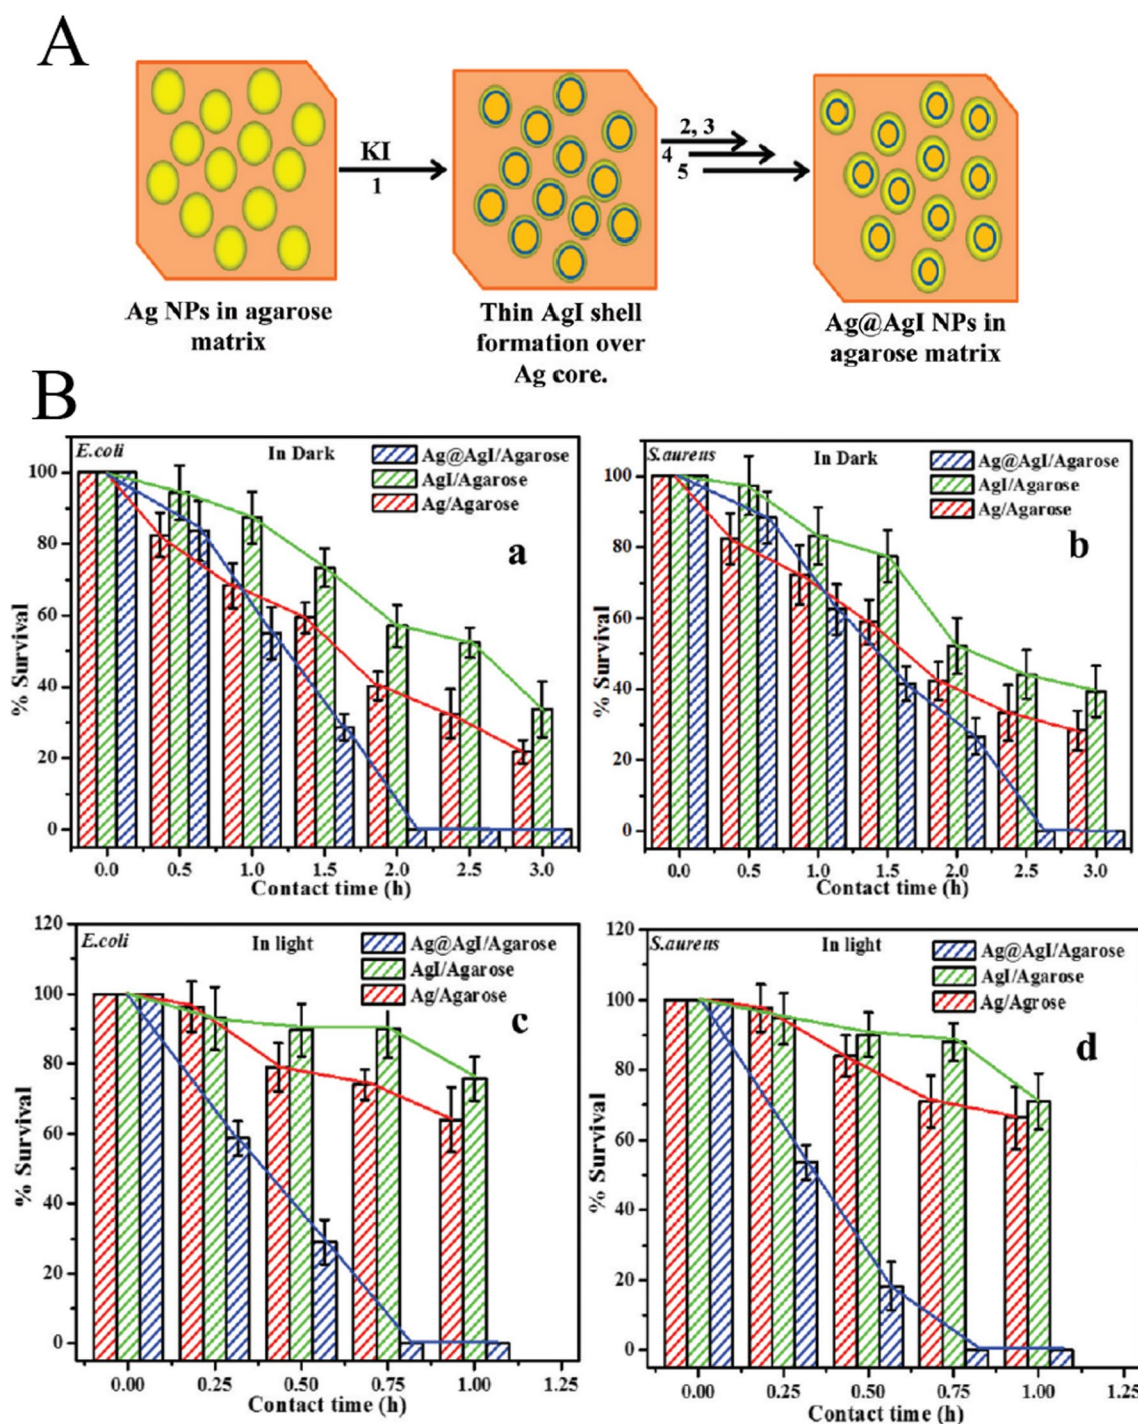 A
KI
1
2, 3
4
5
Ag NPs in agarose
matrix
Thin AgI shell
formation over
Ag core.
Ag@AgI NPs in
agarose matrix
B
E.coli
In Dark
Ag@AgI/Agarose
AgI/Agarose
Ag/Agarose
a
100
80
60
40
20
0
% Survival
0.0 0.5 1.0 1.5 2.0 2.5 3.0
Contact time (h)
S.aureus
In Dark
Ag@AgI/Agarose
AgI/Agarose
Ag/Agarose
b
100
80
60
40
20
0
% Survival
0.0 0.5 1.0 1.5 2.0 2.5 3.0
Contact time (h)
E.coli
In light
Ag@AgI/Agarose
AgI/Agarose
Ag/Agarose
c
120
100
80
60
40
20
0
% Survival
0.00 0.25 0.50 0.75 1.00 1.25
Contact time (h)
S.aureus
In light
Ag@AgI/Agarose
AgI/Agarose
Ag/Agrose
d
120
100
80
60
40
20
0
% Survival
0.00 0.25 0.50 0.75 1.00 1.25
Contact time (h)